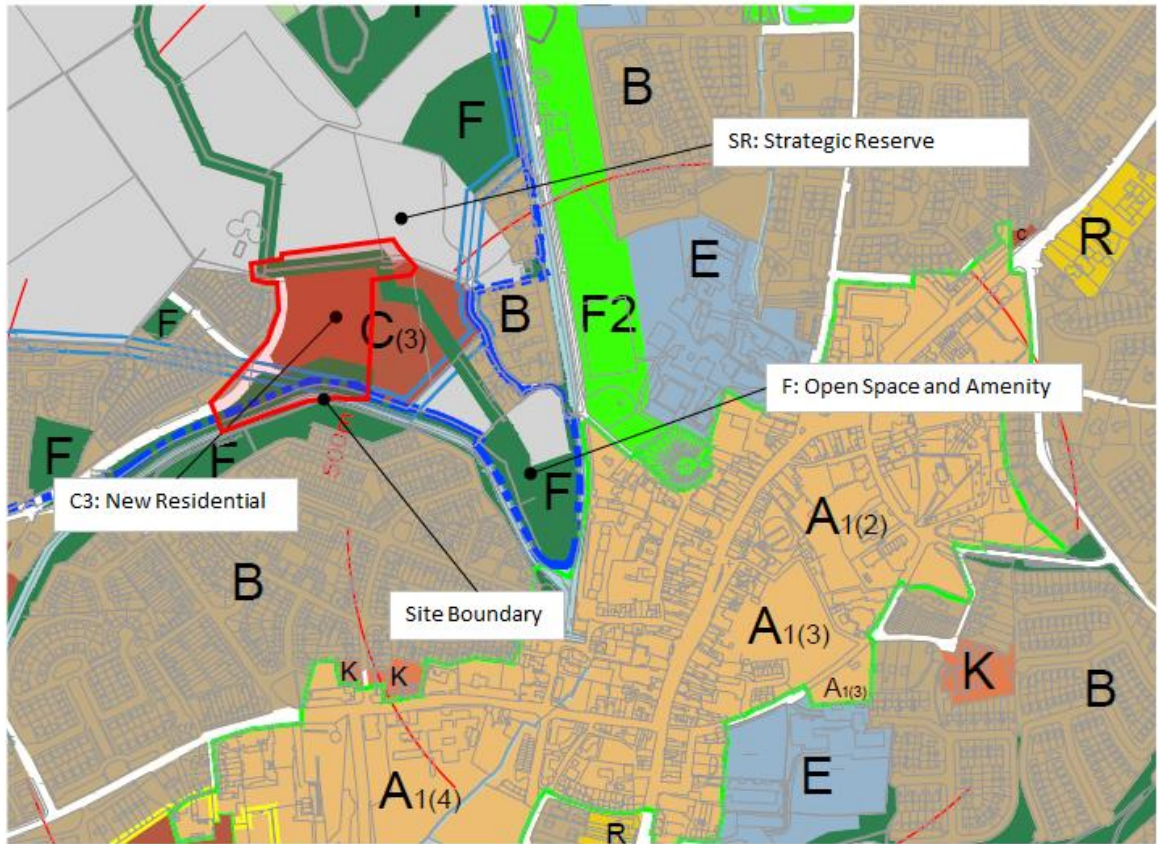 F
B
SR: Strategic Reserve
F
C
R
E
F
B
F2
C(3)
F: Open Space and Amenity
F
F
500m
F
C3: New Residential
A1(2)
B
Site Boundary
A1(3)
K
K
K
A1(3)
B
A1(4)
E
R